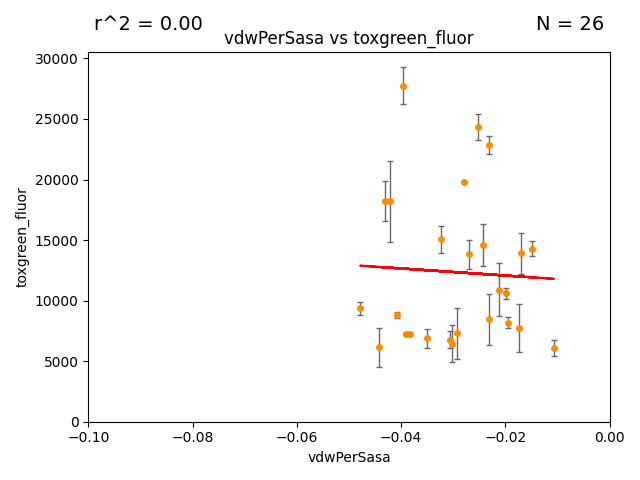 r^2 = 0.00
N = 26
vdwPerSasa vs toxgreen_fluor
30000
25000
20000
15000
10000
5000
0
toxgreen_fluor
−0.10
−0.08
−0.06
−0.04
−0.02
0.00
vdwPerSasa